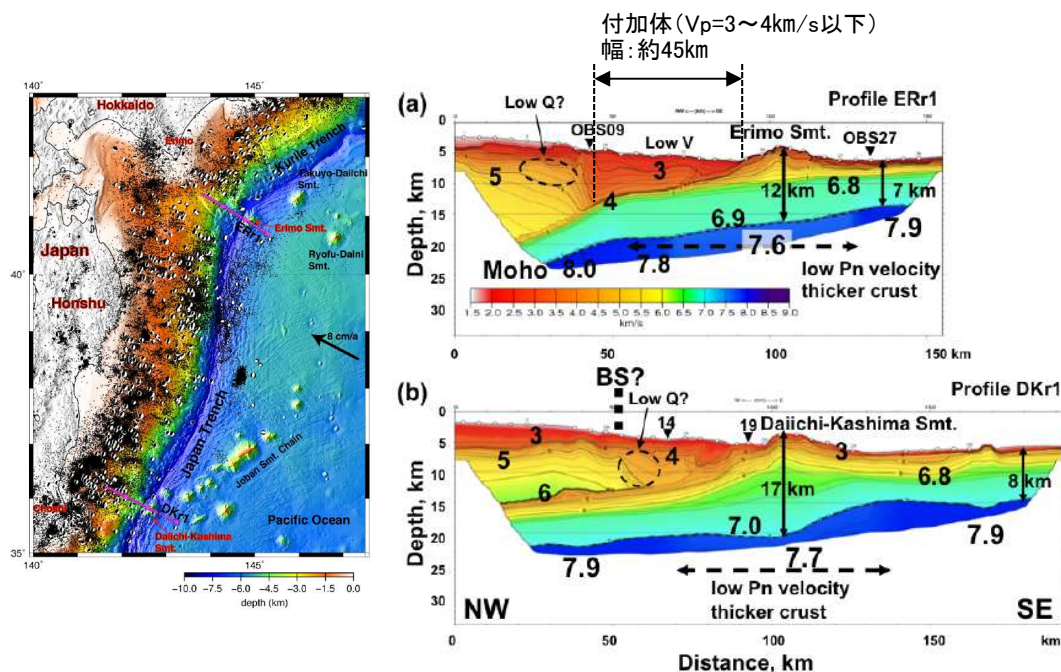 付加体(Vp=3～4km/s以下)
幅:約45km
140°
145°
Hokkaido
Erimo
Kurile Trench
Takuyo-Daiichi
Smt.
ERr1
Erimo Smt.
Ryofu-Daini
Smt.
Japan
40°
Honshu
8 cm/a
Japan Trench
Joban Smt. Chain
DKr1
Pacific Ocean
Daiichi-Kashima
Smt.
35°
140°
145°
−10.0 −7.5 −6.0 −4.5 −3.0 −1.5 0.0
depth (km)
(a)
Profile ERr1
Low Q?
OBS09
Low V
Erimo Smt.
OBS27
0
5
10
15
20
25
30
Depth, km
5
3
4
12 km
6.8
7 km
6.9
7.9
7.6
7.8
8.0
Moho
low Pn velocity
thicker crust
1.5 2.0 2.5 3.0 3.5 4.0 4.5 5.0 5.5 6.0 6.5 7.0 7.5 8.0 8.5 9.0
km/s
0 50 100 150 km
BS?
(b)
Profile DKr1
Low Q?
14
19
Daiichi-Kashima Smt.
0
5
10
15
20
25
30
Depth, km
3
5
4
3
6
6.8
8 km
17 km
7.0
7.9
7.7
7.9
low Pn velocity
thicker crust
NW
SE
0 50 100 150 km
Distance, km